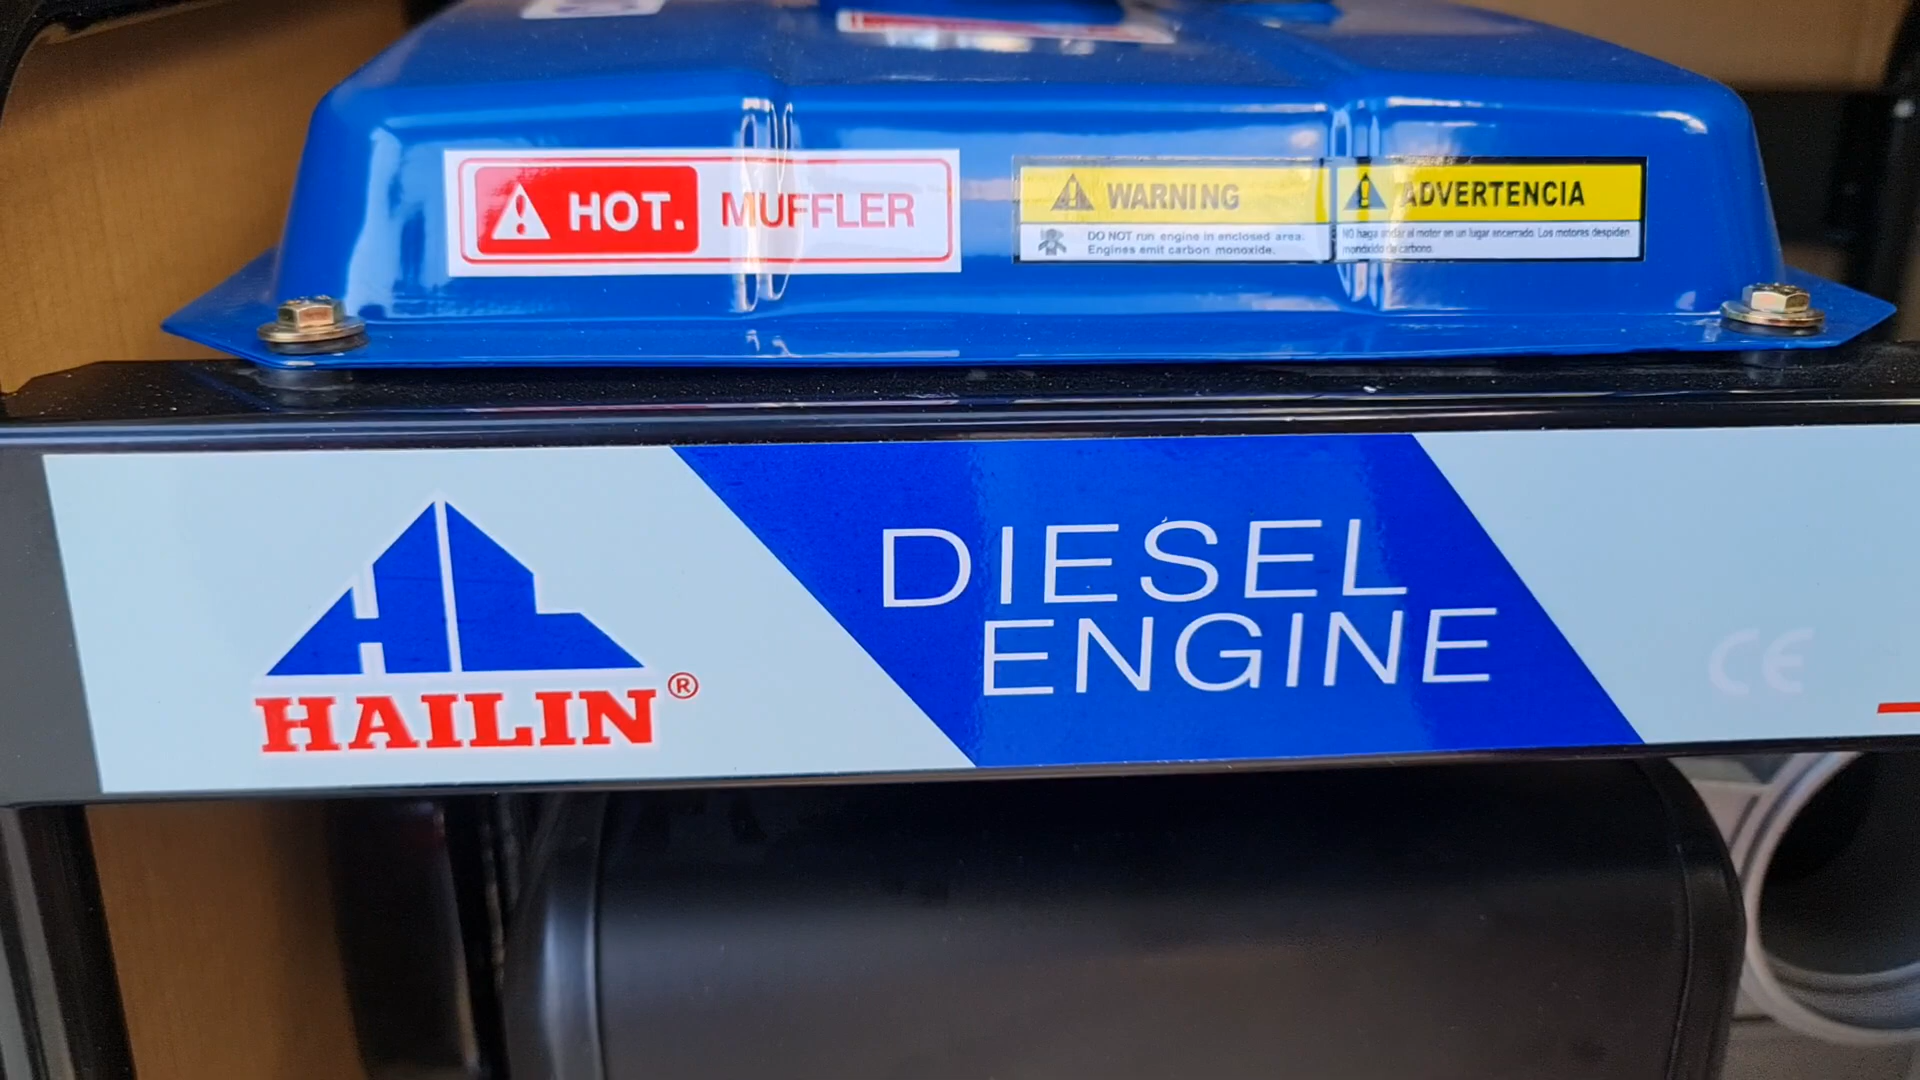 HOT. MUFFLER
WARNING
DO NOT run engine in enclosed area.
Engines emit carbon monoxide.
ADVERTENCIA
NO haga andar el motor en un lugar encerrado. Los motores despiden
monóxido de carbono.
HAILIN®
DIESEL
ENGINE
CE